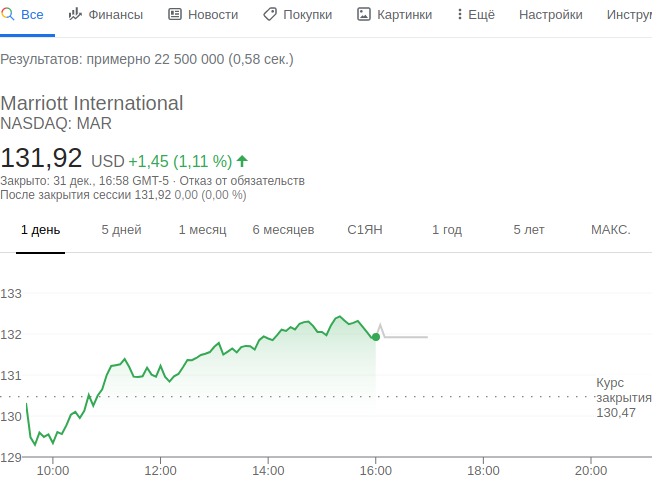 Все Финансы Новости Покупки Картинки Ещё Настройки
Результатов: примерно 22 500 000 (0,58 сек.)
Marriott International
NASDAQ: MAR
131,92 USD +1,45 (1,11 %)
Закрыто: 31 дек., 16:58 GMT-5 · Отказ от обязательств
После закрытия сессии 131,92 0,00 (0,00 %)
1 день 5 дней 1 месяц 6 месяцев С1ЯН 1 год 5 лет МАКС.
133
132
131
Курс
закрытия
130,47
130
129
10:00 12:00 14:00 16:00 18:00 20:00